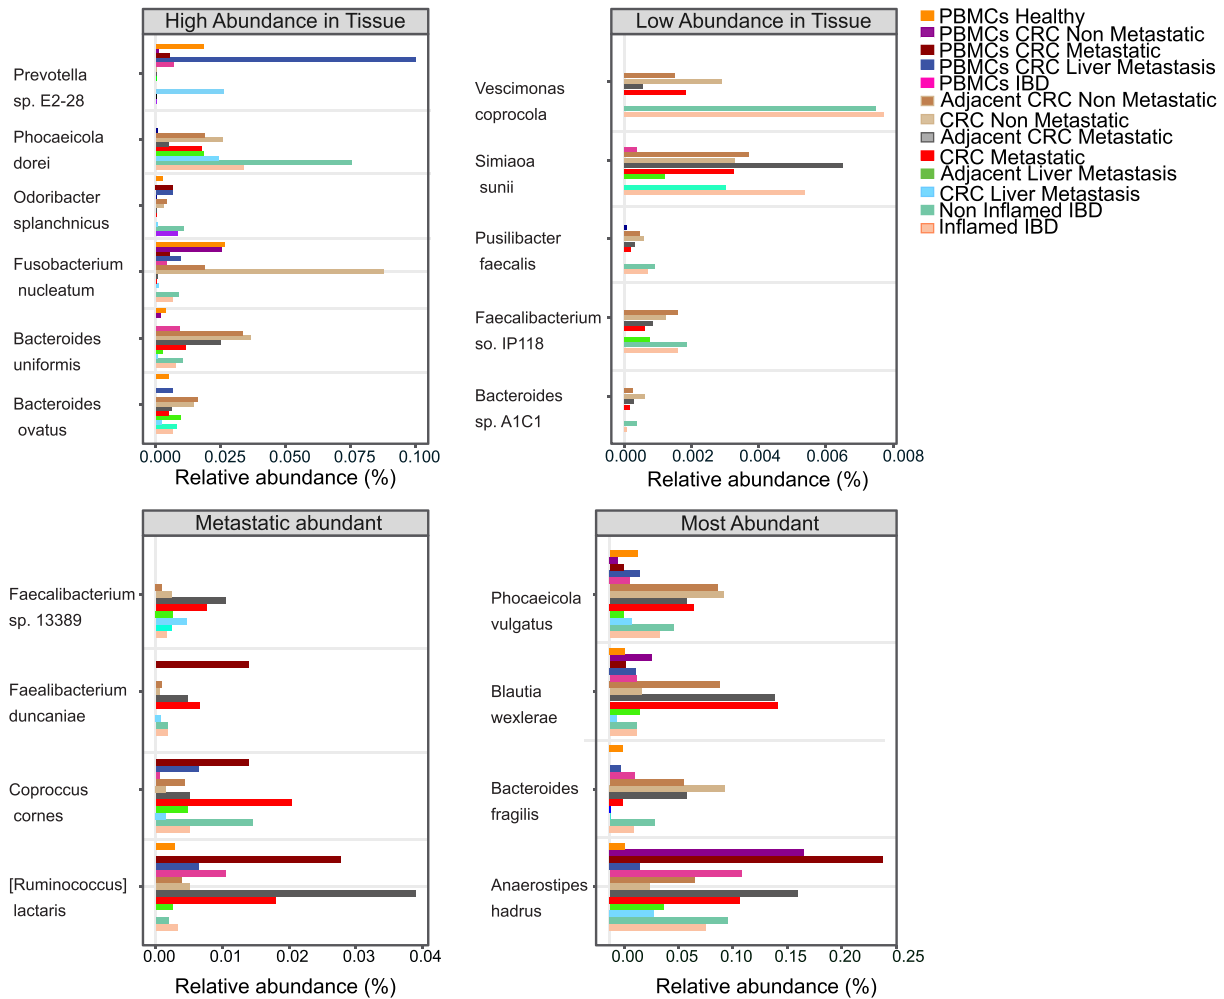 High Abundance in Tissue
Prevotella
sp. E2-28
Phocaeicola
dorei
Odoribacter
splanchnicus
Fusobacterium
nucleatum
Bacteroides
uniformis
Bacteroides
ovatus
0.000 0.025 0.050 0.075 0.100
Relative abundance (%)
Low Abundance in Tissue
Vescimonas
coprocola
Simiaoa
sunii
Pusilibacter
faecalis
Faecalibacterium
so. IP118
Bacteroides
sp. A1C1
0.000 0.002 0.004 0.006 0.008
Relative abundance (%)
PBMCs Healthy
PBMCs CRC Non Metastatic
PBMCs CRC Metastatic
PBMCs CRC Liver Metastasis
PBMCs IBD
Adjacent CRC Non Metastatic
CRC Non Metastatic
Adjacent CRC Metastatic
CRC Metastatic
Adjacent Liver Metastasis
CRC Liver Metastasis
Non Inflamed IBD
Inflamed IBD
Metastatic abundant
Faecalibacterium
sp. 13389
Faealibacterium
duncaniae
Coproccus
cornes
[Ruminococcus]
lactaris
0.00 0.01 0.02 0.03 0.04
Relative abundance (%)
Most Abundant
Phocaeicola
vulgatus
Blautia
wexlerae
Bacteroides
fragilis
Anaerostipes
hadrus
0.00 0.05 0.10 0.15 0.20 0.25
Relative abundance (%)